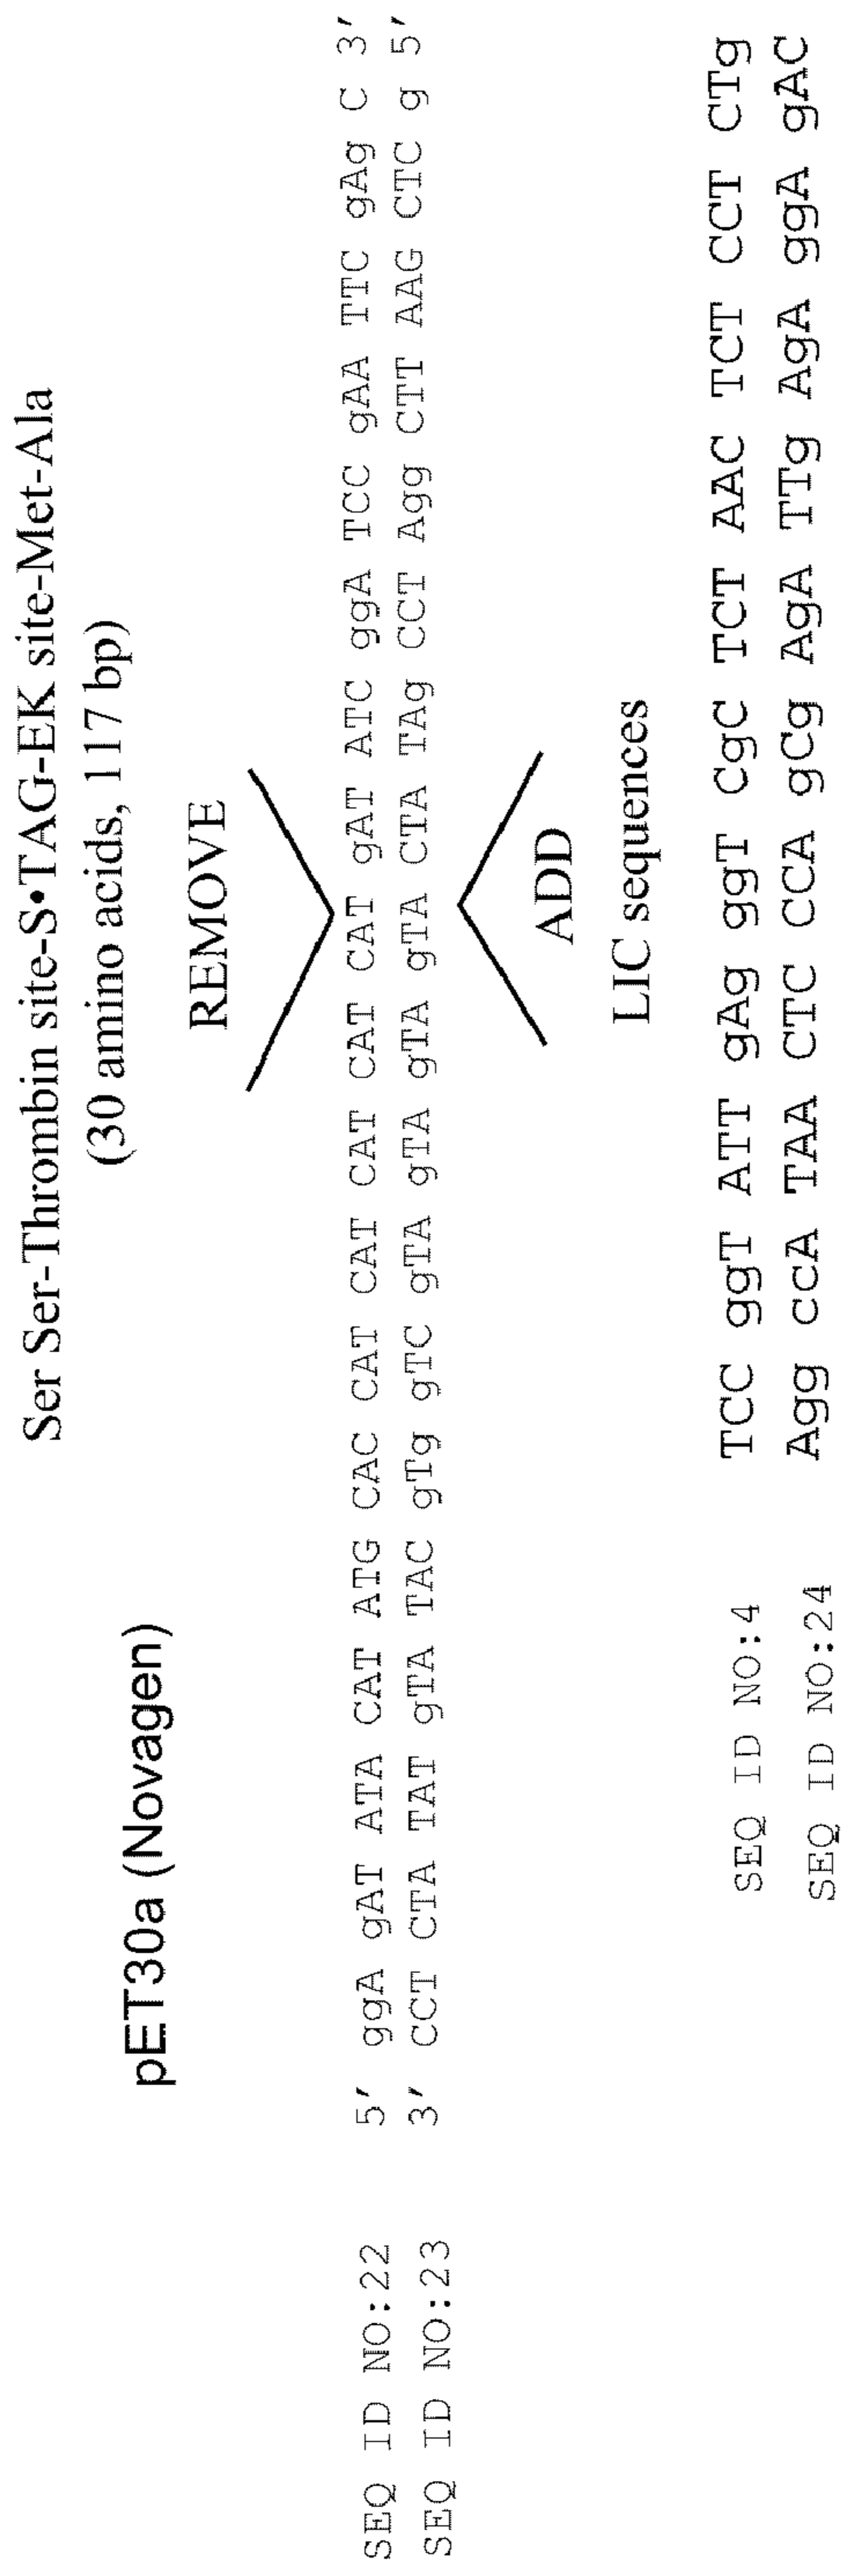 Ser Ser-Thrombin site-S•TAG-EK site-Met-Ala
(30 amino acids, 117 bp)
pET30a (Novagen)
REMOVE
SEQ ID NO:22 5' ggA gAT ATA CAT ATG CAC CAT CAT CAT CAT CAT gAT ATC ggA TCC gAA TTC gAg C 3'
SEQ ID NO:23 3' CCT CTA TAT gTA TAC gTg gTC gTA gTA gTA gTA CTA TAg CCT Agg CTT AAG CTC g 5'
ADD
LIC sequences
SEQ ID NO:4 TCC ggT ATT gAg ggT CgC TCT AAC TCT CCT CTg
SEQ ID NO:24 Agg ccA TAA CTC CCA gCg AgA TTg AgA ggA gAC